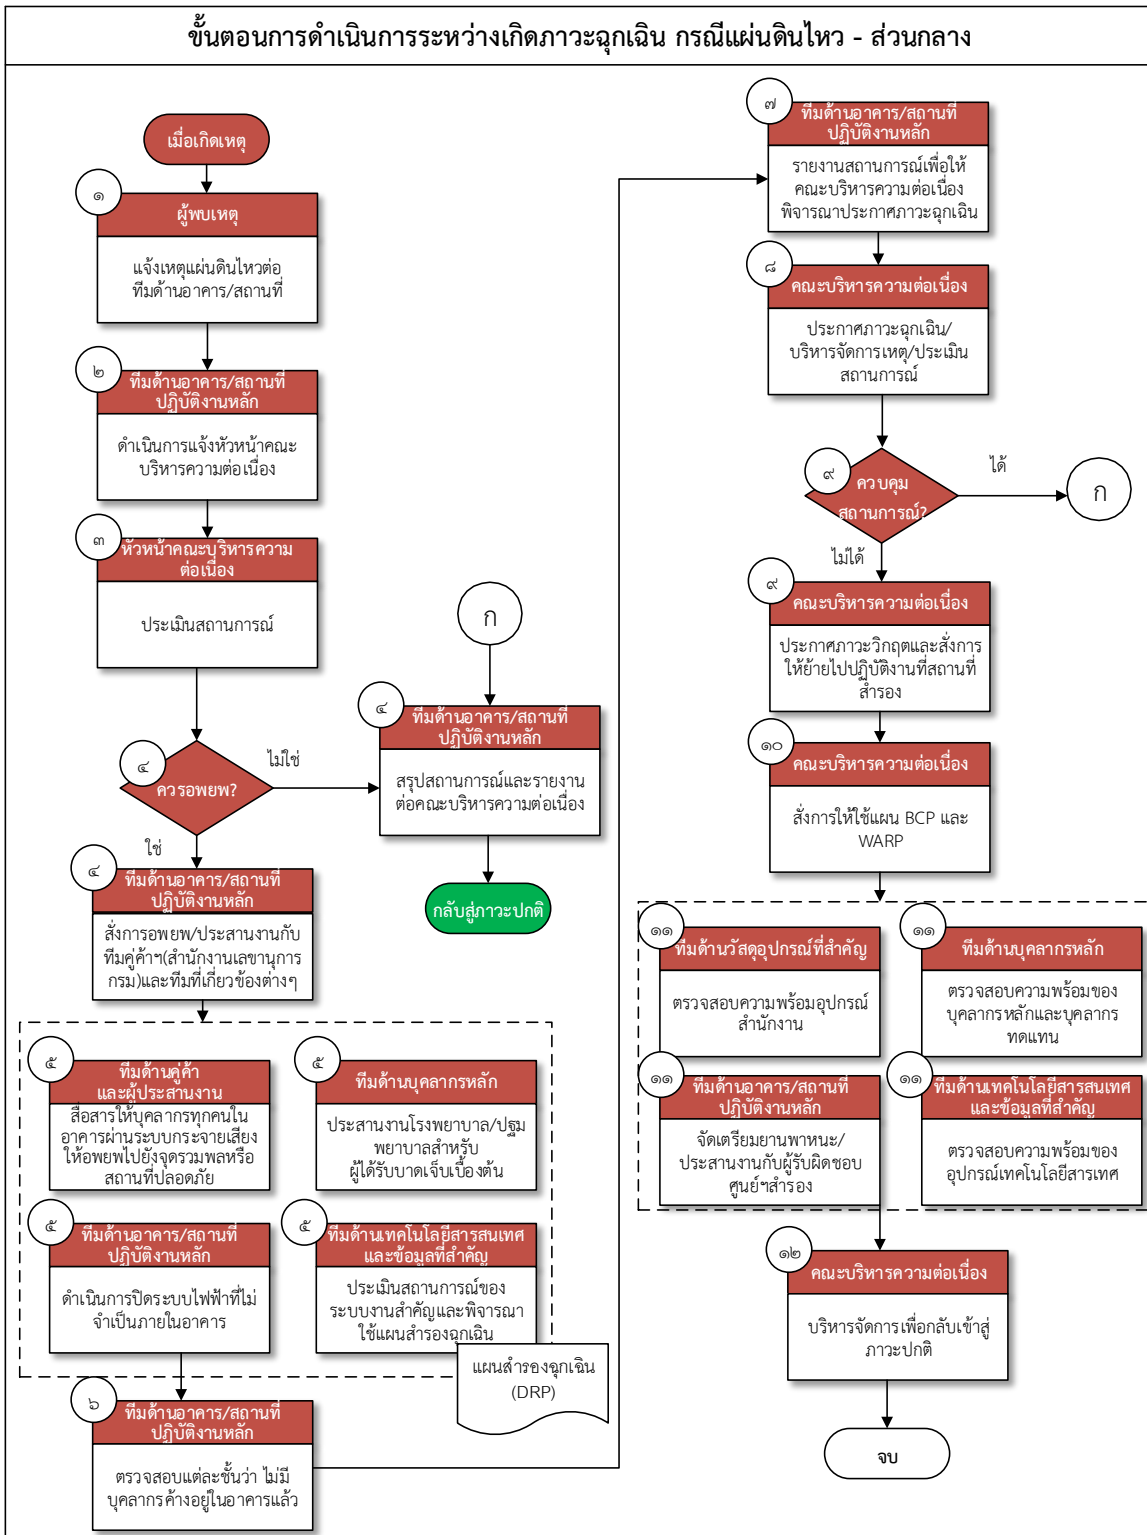 ขั้นตอนการดำเนินการระหว่างเกิดภาวะฉุกเฉิน กรณีแผ่นดินไหว - ส่วนกลาง
เมื่อเกิดเหตุ
๑
ผู้พบเหตุ
แจ้งเหตุแผ่นดินไหวต่อ
ทีมด้านอาคาร/สถานที่
๒
ทีมด้านอาคาร/สถานที่
ปฏิบัติงานหลัก
ดำเนินการแจ้งหัวหน้าคณะ
บริหารความต่อเนื่อง
๓
หัวหน้าคณะบริหารความ
ต่อเนื่อง
ประเมินสถานการณ์
๔
ควรอพยพ?
ไม่ใช่
ใช่
ก
๔
ทีมด้านอาคาร/สถานที่
ปฏิบัติงานหลัก
สรุปสถานการณ์และรายงาน
ต่อคณะบริหารความต่อเนื่อง
กลับสู่ภาวะปกติ
๔
ทีมด้านอาคาร/สถานที่
ปฏิบัติงานหลัก
สั่งการอพยพ/ประสานงานกับ
ทีมคู่ค้าฯ(สำนักงานเลขานุการ
กรม)และทีมที่เกี่ยวข้องต่างๆ
๕
ทีมด้านคู่ค้า
และผู้ประสานงาน
สื่อสารให้บุคลากรทุกคนใน
อาคารผ่านระบบกระจายเสียง
ให้อพยพไปยังจุดรวมพลหรือ
สถานที่ปลอดภัย
๕
ทีมด้านบุคลากรหลัก
ประสานงานโรงพยาบาล/ปฐม
พยาบาลสำหรับ
ผู้ได้รับบาดเจ็บเบื้องต้น
๕
ทีมด้านอาคาร/สถานที่
ปฏิบัติงานหลัก
ดำเนินการปิดระบบไฟฟ้าที่ไม่
จำเป็นภายในอาคาร
๕
ทีมด้านเทคโนโลยีสารสนเทศ
และข้อมูลที่สำคัญ
ประเมินสถานการณ์ของ
ระบบงานสำคัญและพิจารณา
ใช้แผนสำรองฉุกเฉิน
แผนสำรองฉุกเฉิน
(DRP)
๖
ทีมด้านอาคาร/สถานที่
ปฏิบัติงานหลัก
ตรวจสอบแต่ละชั้นว่า ไม่มี
บุคลากรค้างอยู่ในอาคารแล้ว
๗
ทีมด้านอาคาร/สถานที่
ปฏิบัติงานหลัก
รายงานสถานการณ์เพื่อให้
คณะบริหารความต่อเนื่อง
พิจารณาประกาศภาวะฉุกเฉิน
๘
คณะบริหารความต่อเนื่อง
ประกาศภาวะฉุกเฉิน/
บริหารจัดการเหตุ/ประเมิน
สถานการณ์
๙
ควบคุม
สถานการณ์?
ได้
ก
ไม่ได้
๙
คณะบริหารความต่อเนื่อง
ประกาศภาวะวิกฤตและสั่งการ
ให้ย้ายไปปฏิบัติงานที่สถานที่
สำรอง
๑๐
คณะบริหารความต่อเนื่อง
สั่งการให้ใช้แผน BCP และ
WARP
๑๑
ทีมด้านวัสดุอุปกรณ์ที่สำคัญ
ตรวจสอบความพร้อมอุปกรณ์
สำนักงาน
๑๑
ทีมด้านบุคลากรหลัก
ตรวจสอบความพร้อมของ
บุคลากรหลักและบุคลากร
ทดแทน
๑๑
ทีมด้านอาคาร/สถานที่
ปฏิบัติงานหลัก
จัดเตรียมยานพาหนะ/
ประสานงานกับผู้รับผิดชอบ
ศูนย์ฯสำรอง
๑๑
ทีมด้านเทคโนโลยีสารสนเทศ
และข้อมูลที่สำคัญ
ตรวจสอบความพร้อมของ
อุปกรณ์เทคโนโลยีสารเทศ
๑๒
คณะบริหารความต่อเนื่อง
บริหารจัดการเพื่อกลับเข้าสู่
ภาวะปกติ
จบ